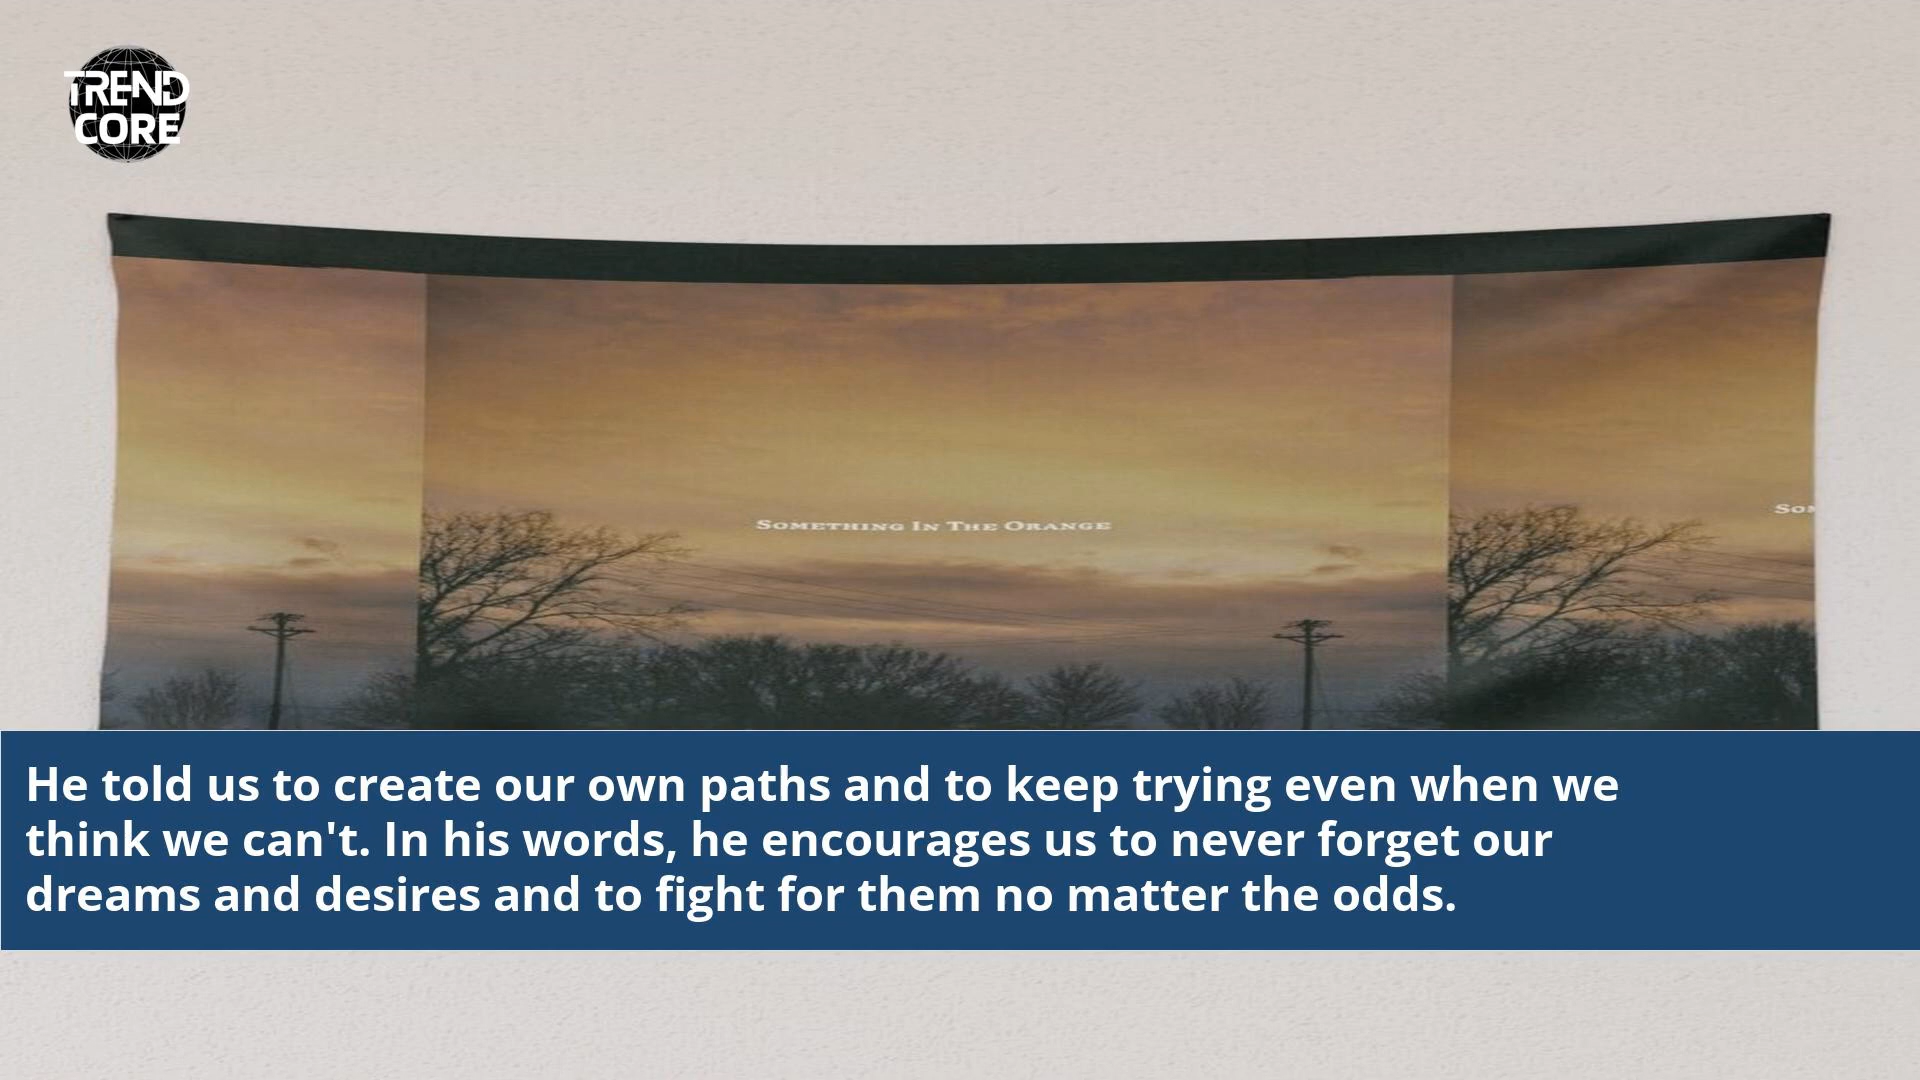 TREND
CORE
Something In The Orange
Som
He told us to create our own paths and to keep trying even when we
think we can't. In his words, he encourages us to never forget our
dreams and desires and to fight for them no matter the odds.